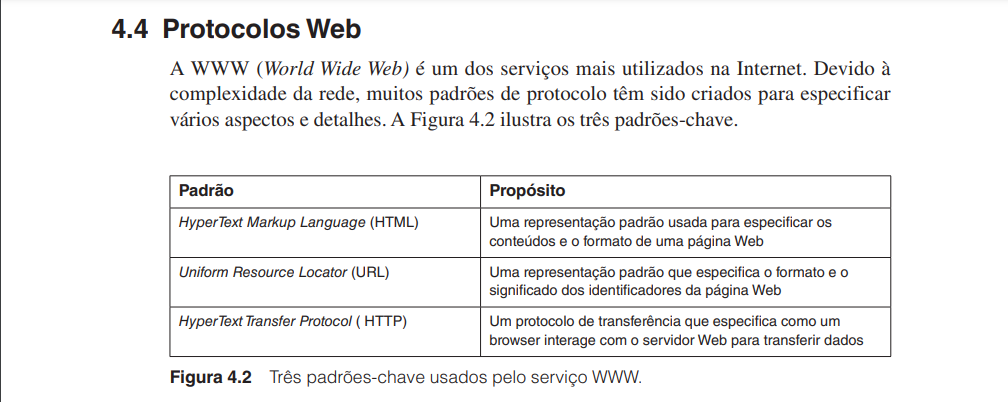 4.4 Protocolos Web
A WWW (World Wide Web) é um dos serviços mais utilizados na Internet. Devido à
complexidade da rede, muitos padrões de protocolo têm sido criados para especificar
vários aspectos e detalhes. A Figura 4.2 ilustra os três padrões-chave.
Padrão Propósito
HyperText Markup Language (HTML) Uma representação padrão usada para especificar os
conteúdos e o formato de uma página Web
Uniform Resource Locator (URL) Uma representação padrão que especifica o formato e o
significado dos identificadores da página Web
HyperText Transfer Protocol ( HTTP) Um protocolo de transferência que especifica como um
browser interage com o servidor Web para transferir dados
Figura 4.2 Três padrões-chave usados pelo serviço WWW.